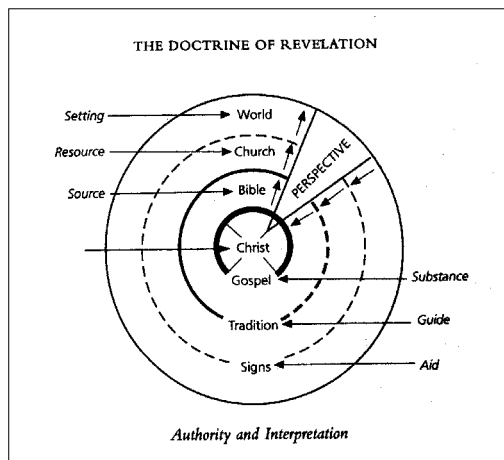 THE DOCTRINE OF REVELATION
Setting
World
Resource
Church
PERSPECTIVE
Source
Bible
Christ
Gospel
Substance
Tradition
Guide
Signs
Aid
Authority and Interpretation